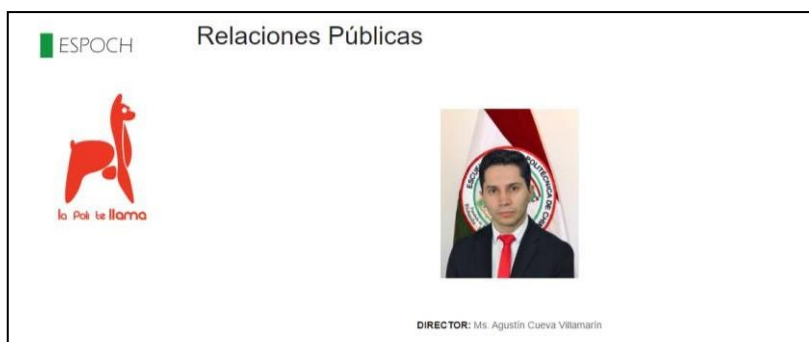 ESPOCH
Relaciones Públicas
la Poli te llama
DIRECTOR: Ms. Agustín Cueva Villamarín